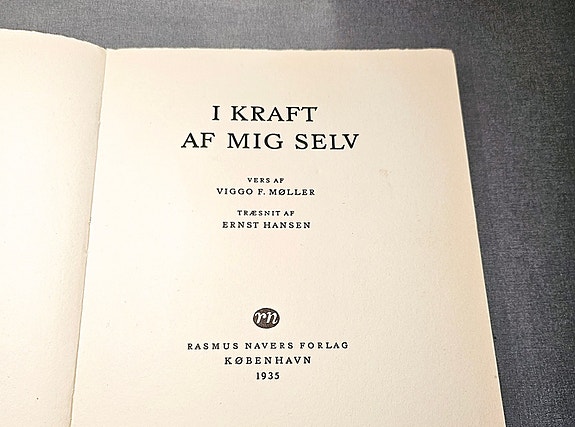 I KRAFT
AF MIG SELV
VERS AF
VIGGO F. MØLLER
TRÆSNIT AF
ERNST HANSEN
rn
RASMUS NAVERS FORLAG
KØBENHAVN
1935